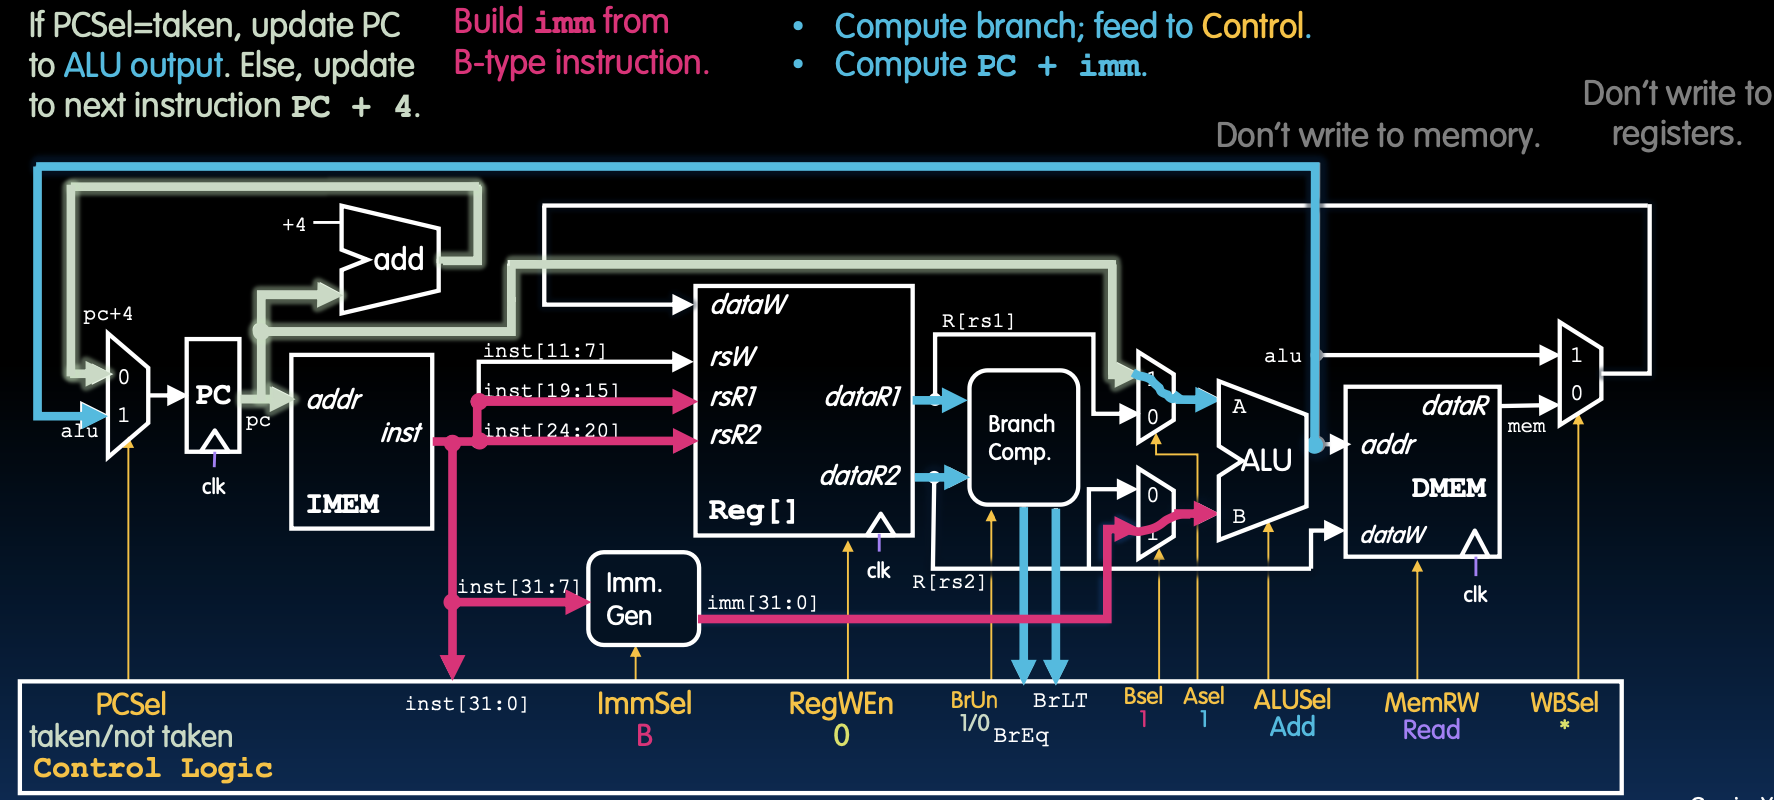 If PCSel=taken, update PC
to ALU output. Else, update
to next instruction PC + 4.
Build imm from
B-type instruction.
• Compute branch; feed to Control.
• Compute PC + imm.
Don't write to memory.
Don't write to
registers.
+4
add
pc+4
0
1
alu
PC
clk
pc
addr
inst
IMEM
inst[11:7]
inst[19:15]
inst[24:20]
inst[31:7]
Imm.
Gen
imm[31:0]
dataW
rsW
rsR1
rsR2
dataR1
dataR2
Reg[]
clk
R[rs1]
R[rs2]
Branch
Comp.
1
0
0
1
A
B
ALU
alu
addr
dataR
DMEM
dataW
clk
mem
1
0
PCSel
taken/not taken
Control Logic
inst[31:0]
ImmSel
B
RegWEn
0
BrUn
1/0
BrEq
BrLT
Bsel
1
Asel
1
ALUSel
Add
MemRW
Read
WBSel
*